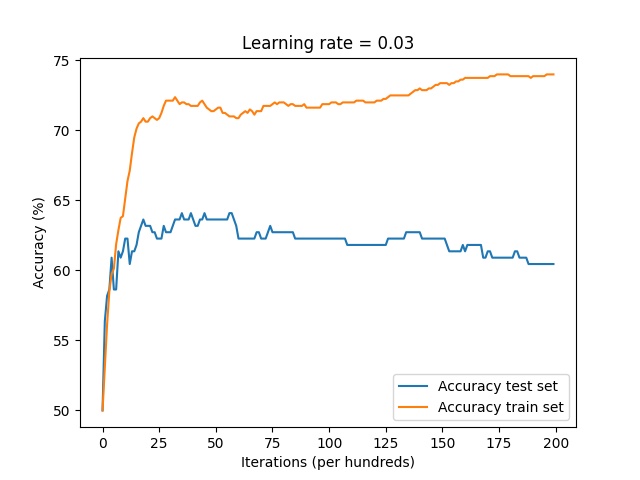 Learning rate = 0.03
75
70
65
60
55
50
Accuracy (%)
0 25 50 75 100 125 150 175 200
Iterations (per hundreds)
Accuracy test set
Accuracy train set